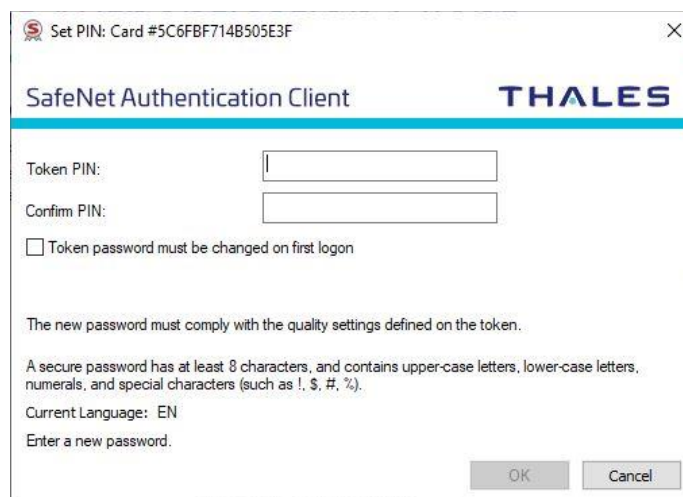 Set PIN: Card #5C6FBF714B505E3F
SafeNet Authentication Client
THALES
Token PIN:
Confirm PIN:
Token password must be changed on first logon
The new password must comply with the quality settings defined on the token.
A secure password has at least 8 characters, and contains upper-case letters, lower-case letters,
numerals, and special characters (such as !, $, #, %).
Current Language: EN
Enter a new password.
OK
Cancel